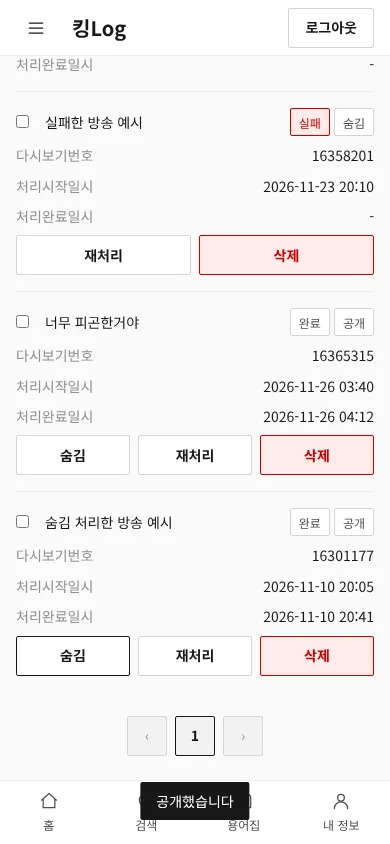 킹Log
로그아웃
처리완료일시 -
실패한 방송 예시 실패 숨김
다시보기번호 16358201
처리시작일시 2026-11-23 20:10
처리완료일시 -
재처리 삭제
너무 피곤한거야 완료 공개
다시보기번호 16365315
처리시작일시 2026-11-26 03:40
처리완료일시 2026-11-26 04:12
숨김 재처리 삭제
숨김 처리한 방송 예시 완료 공개
다시보기번호 16301177
처리시작일시 2026-11-10 20:05
처리완료일시 2026-11-10 20:41
숨김 재처리 삭제
‹ 1 ›
공개했습니다
홈 검색 용어집 내 정보